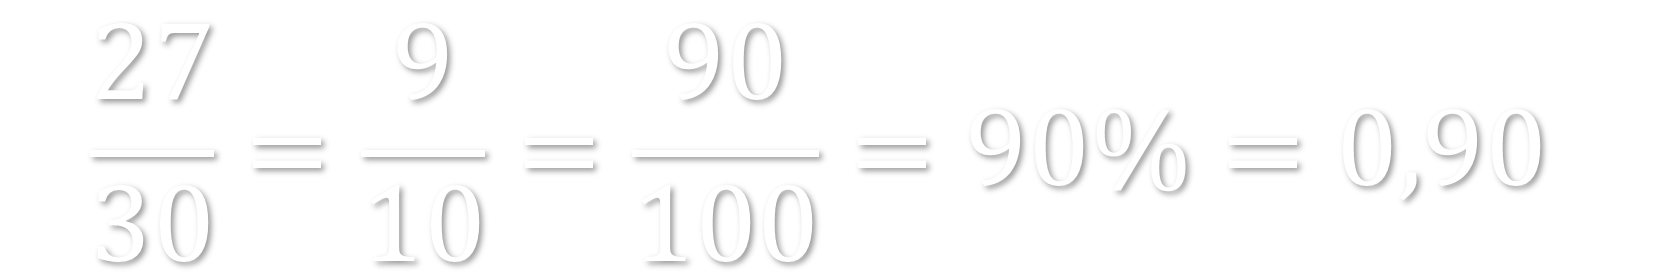 27/30 = 9/10 = 90/100 = 90% = 0,90